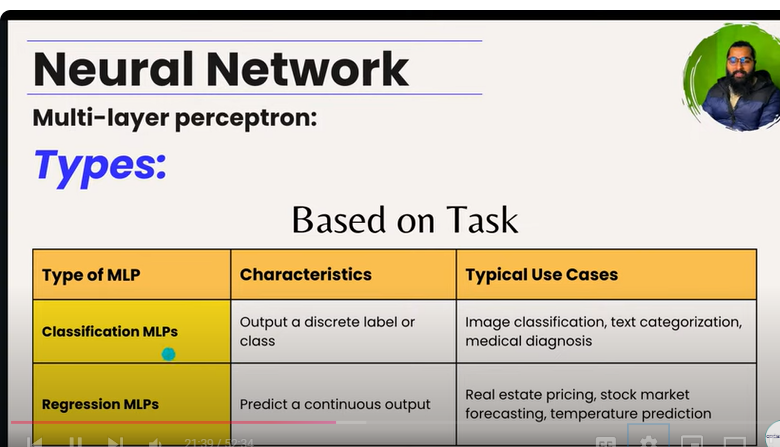 Neural Network
Multi-layer perceptron:
Types:
Based on Task
Type of MLP
Characteristics
Typical Use Cases
Classification MLPs
Output a discrete label or
class
Image classification, text categorization,
medical diagnosis
Regression MLPs
Predict a continuous output
Real estate pricing, stock market
forecasting, temperature prediction
21:39 / 52:34